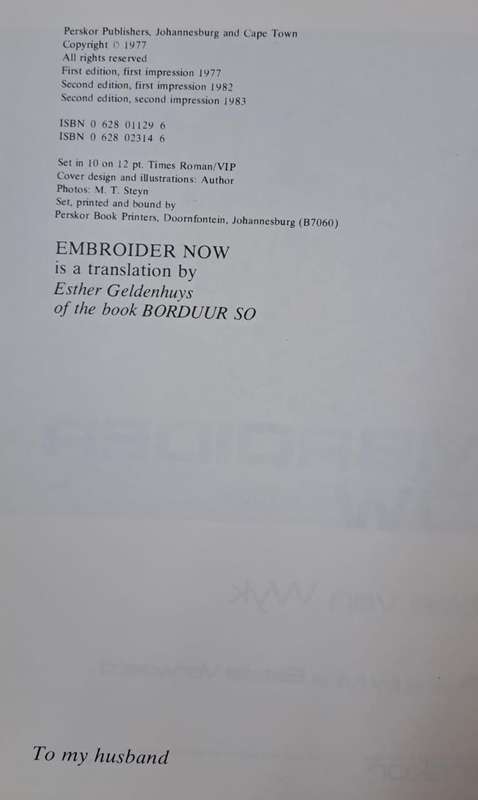 Perskor Publishers, Johannesburg and Cape Town
Copyright © 1977
All rights reserved
First edition, first impression 1977
Second edition, first impression 1982
Second edition, second impression 1983
ISBN 0 628 01129 6
ISBN 0 628 02314 6
Set in 10 on 12 pt. Times Roman/VIP
Cover design and illustrations: Author
Photos: M. T. Steyn
Set, printed and bound by
Perskor Book Printers, Doornfontein, Johannesburg (B7060)
EMBROIDER NOW
is a translation by
Esther Geldenhuys
of the book BORDUUR SO
van Wyk
To my husband